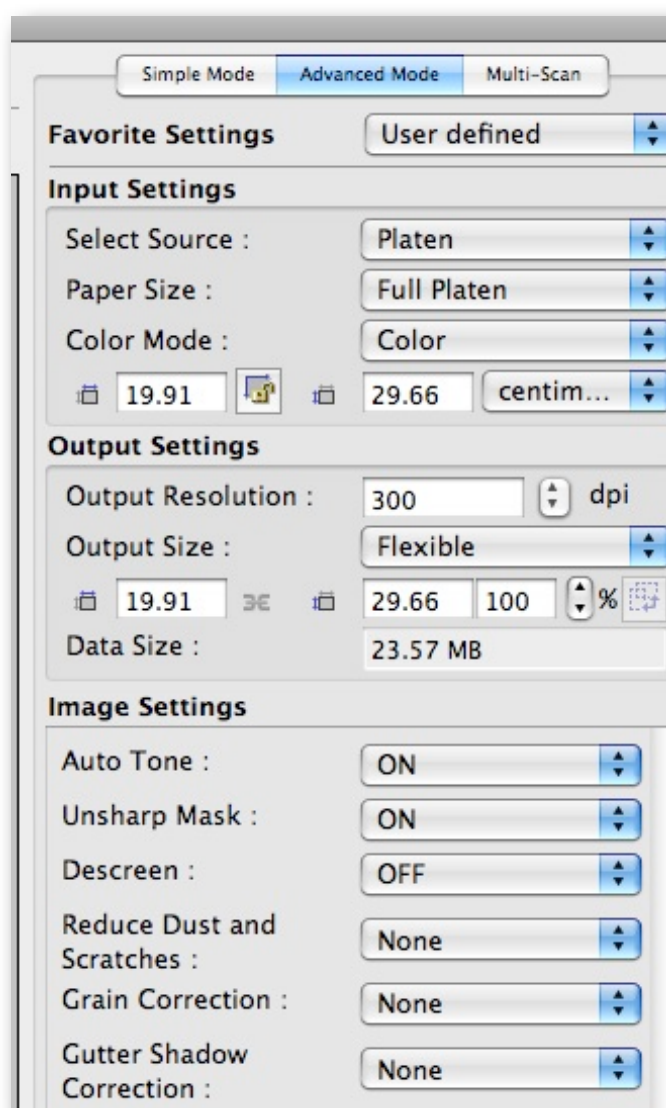 Simple Mode Advanced Mode Multi-Scan
Favorite Settings User defined
Input Settings
Select Source : Platen
Paper Size : Full Platen
Color Mode : Color
19.91 29.66 centim...
Output Settings
Output Resolution : 300 dpi
Output Size : Flexible
19.91 29.66 100 %
Data Size : 23.57 MB
Image Settings
Auto Tone : ON
Unsharp Mask : ON
Descreen : OFF
Reduce Dust and
Scratches : None
Grain Correction : None
Gutter Shadow
Correction : None